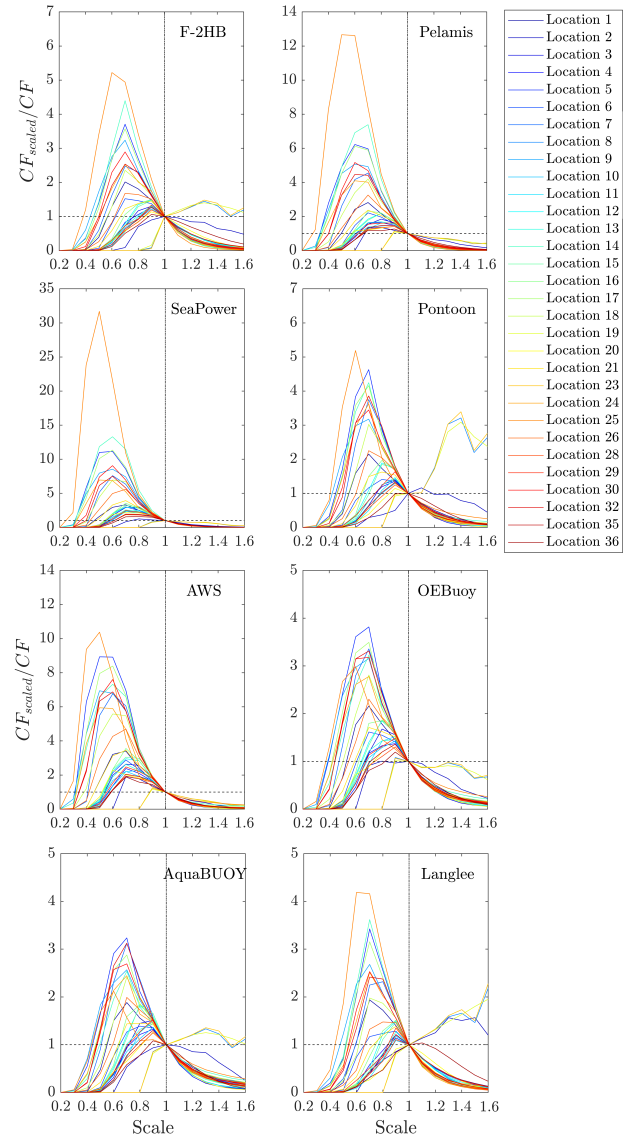 F-2HB
7
6
5
4
3
2
1
0
0.2 0.4 0.6 0.8 1 1.2 1.4 1.6
CF_scaled/CF
Pelamis
14
12
10
8
6
4
2
0
0.2 0.4 0.6 0.8 1 1.2 1.4 1.6
SeaPower
35
30
25
20
15
10
5
0
0.2 0.4 0.6 0.8 1 1.2 1.4 1.6
Pontoon
7
6
5
4
3
2
1
0
0.2 0.4 0.6 0.8 1 1.2 1.4 1.6
Location 1
Location 2
Location 3
Location 4
Location 5
Location 6
Location 7
Location 8
Location 9
Location 10
Location 11
Location 12
Location 13
Location 14
Location 15
Location 16
Location 17
Location 18
Location 19
Location 20
Location 21
Location 23
Location 24
Location 25
Location 26
Location 28
Location 29
Location 30
Location 32
Location 35
Location 36
AWS
14
12
10
8
6
4
2
0
0.2 0.4 0.6 0.8 1 1.2 1.4 1.6
CF_scaled/CF
OEBuoy
5
4
3
2
1
0
0.2 0.4 0.6 0.8 1 1.2 1.4 1.6
AquaBUOY
5
4
3
2
1
0
0.2 0.4 0.6 0.8 1 1.2 1.4 1.6
Scale
Langlee
5
4
3
2
1
0
0.2 0.4 0.6 0.8 1 1.2 1.4 1.6
Scale